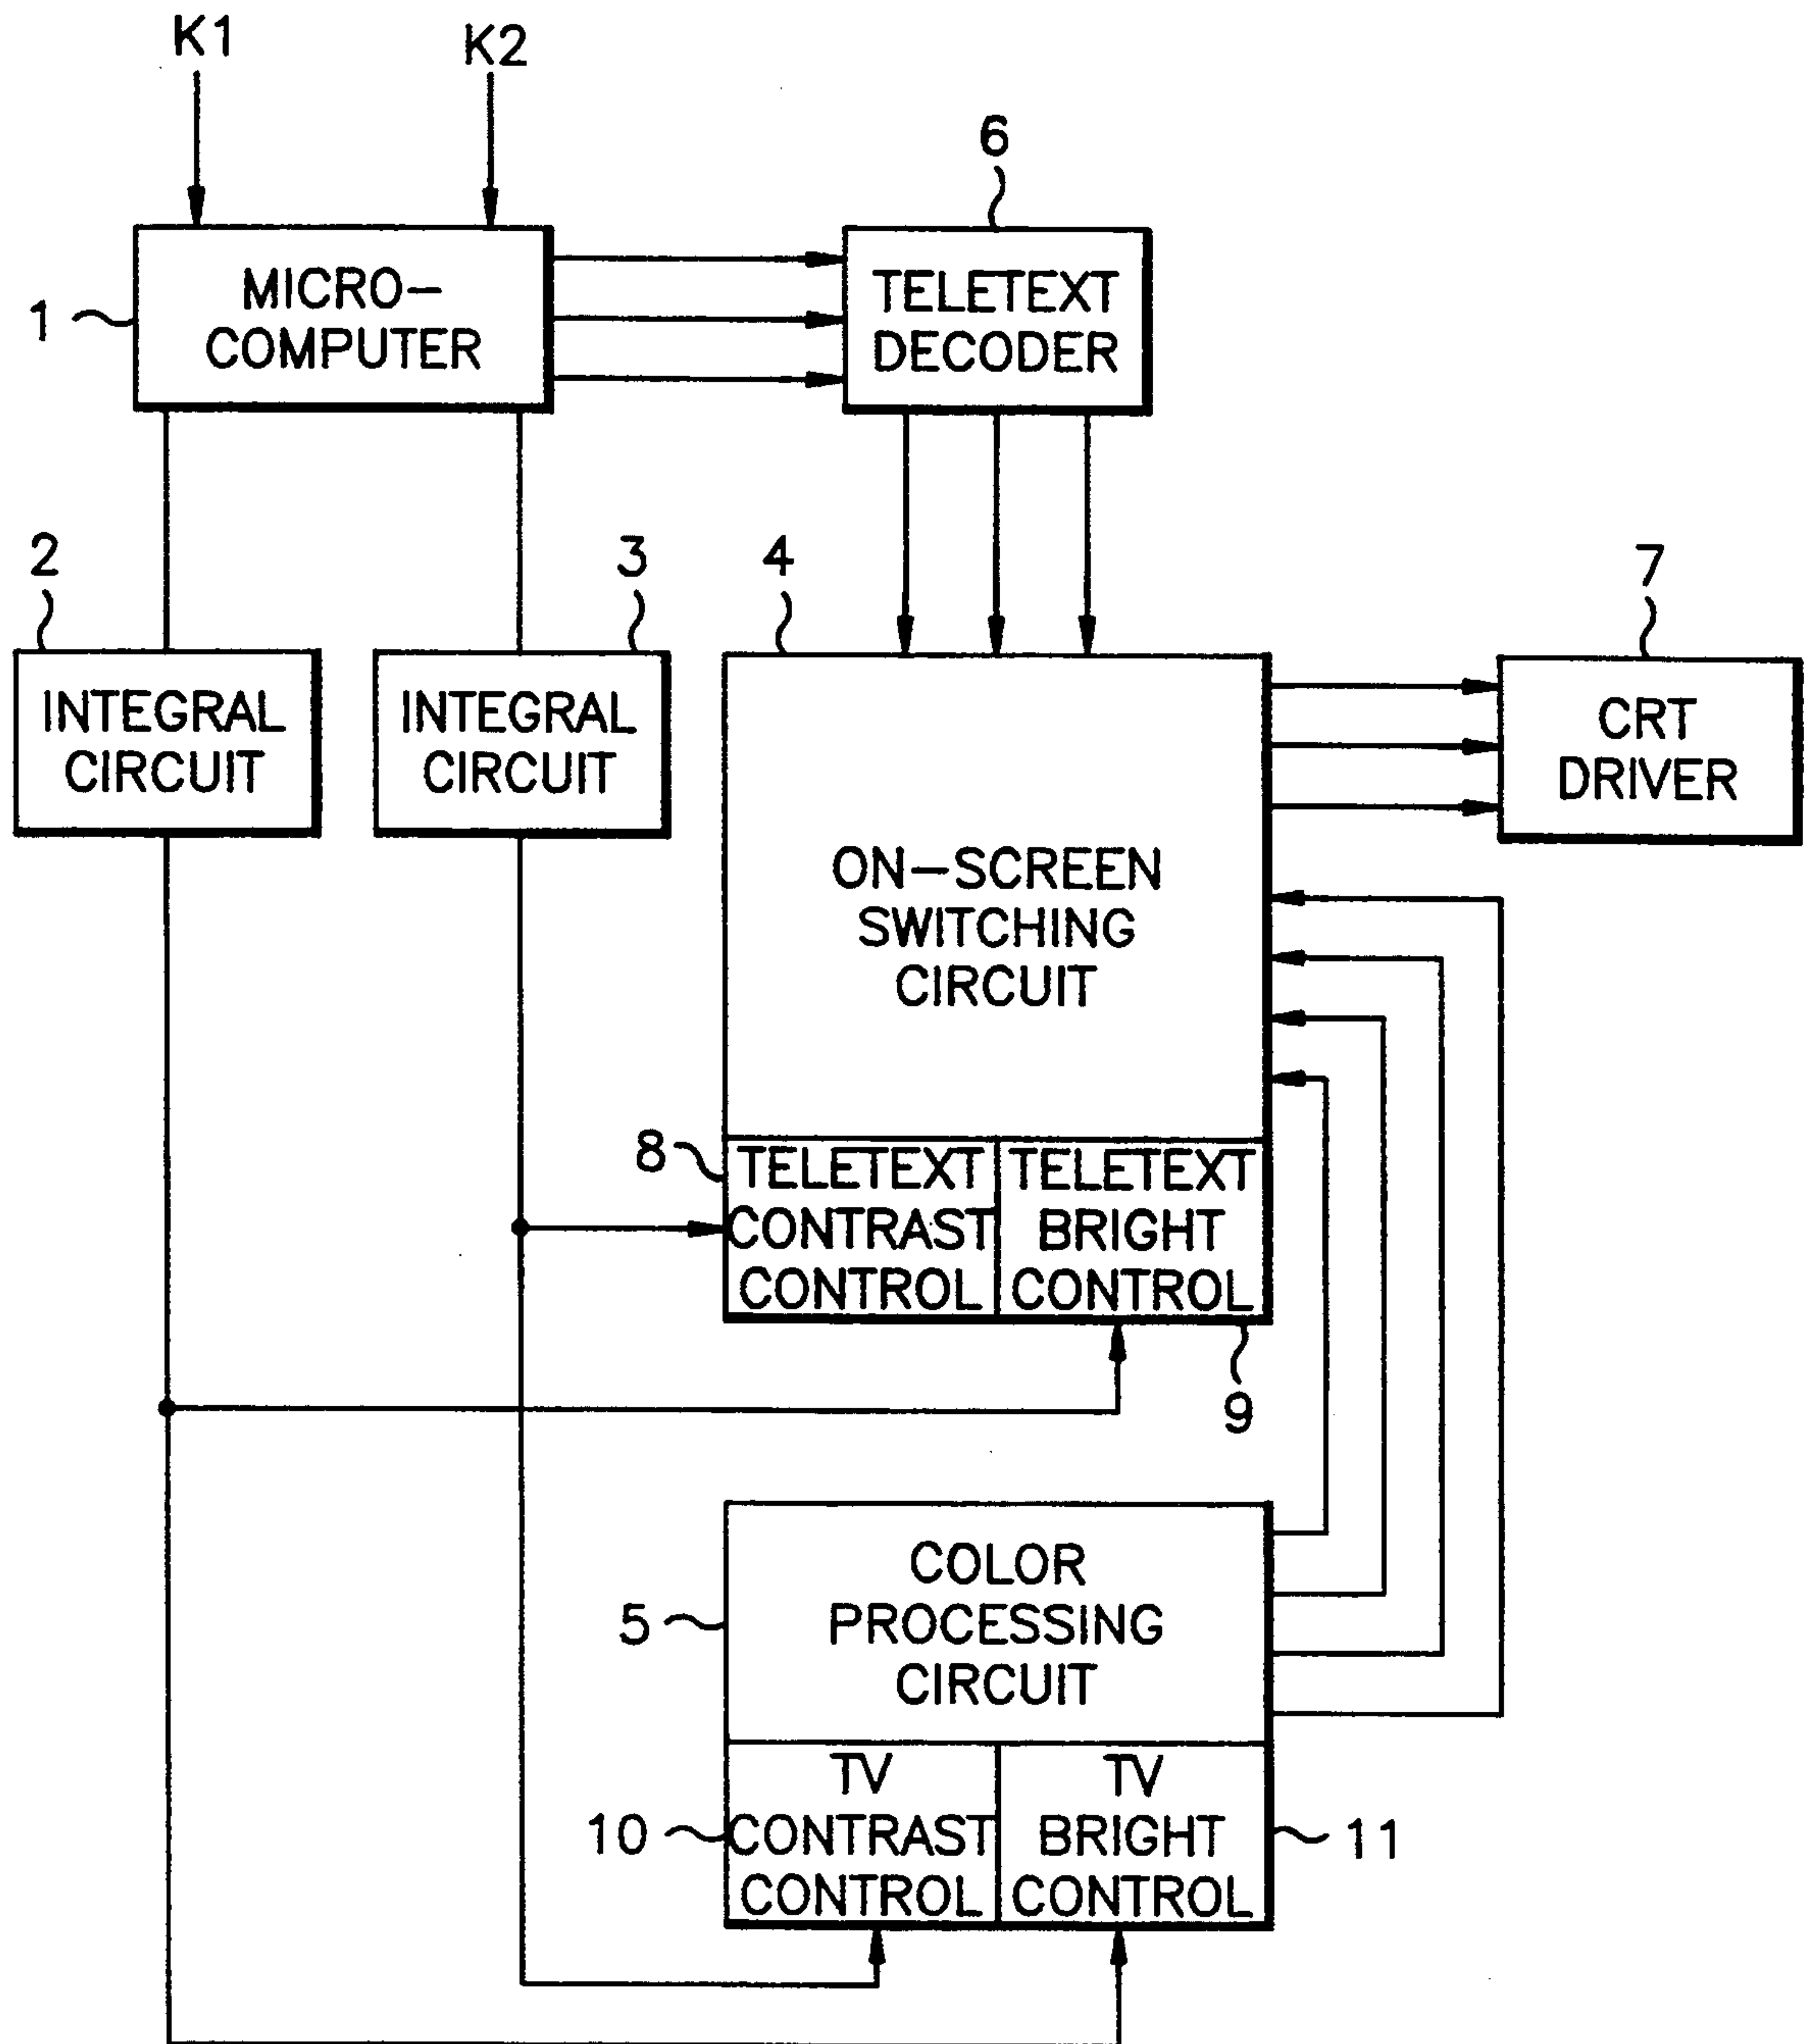 K1
K2
6
1
MICRO-
COMPUTER
TELETEXT
DECODER
2
3
4
7
INTEGRAL
CIRCUIT
INTEGRAL
CIRCUIT
CRT
DRIVER
ON-SCREEN
SWITCHING
CIRCUIT
8
TELETEXT
CONTRAST
CONTROL
TELETEXT
BRIGHT
CONTROL
9
5
COLOR
PROCESSING
CIRCUIT
10
TV
CONTRAST
CONTROL
TV
BRIGHT
CONTROL
11